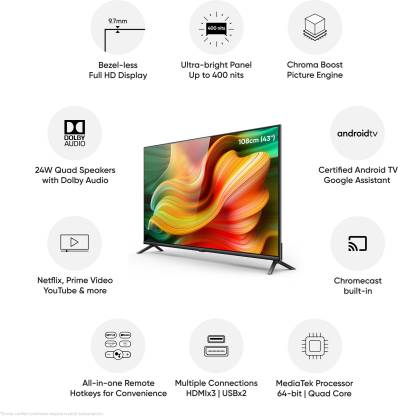 9.7mm
400 nits
Bezel-less
Full HD Display
Ultra-bright Panel
Up to 400 nits
Chroma Boost
Picture Engine
DOLBY
AUDIO
24W Quad Speakers
with Dolby Audio
108cm (43")
androidtv
Certified Android TV
Google Assistant
Netflix, Prime Video
YouTube & more
Chromecast
built-in
All-in-one Remote
Hotkeys for Convenience
Multiple Connections
HDMIx3 | USBx2
MediaTek Processor
64-bit | Quad Core